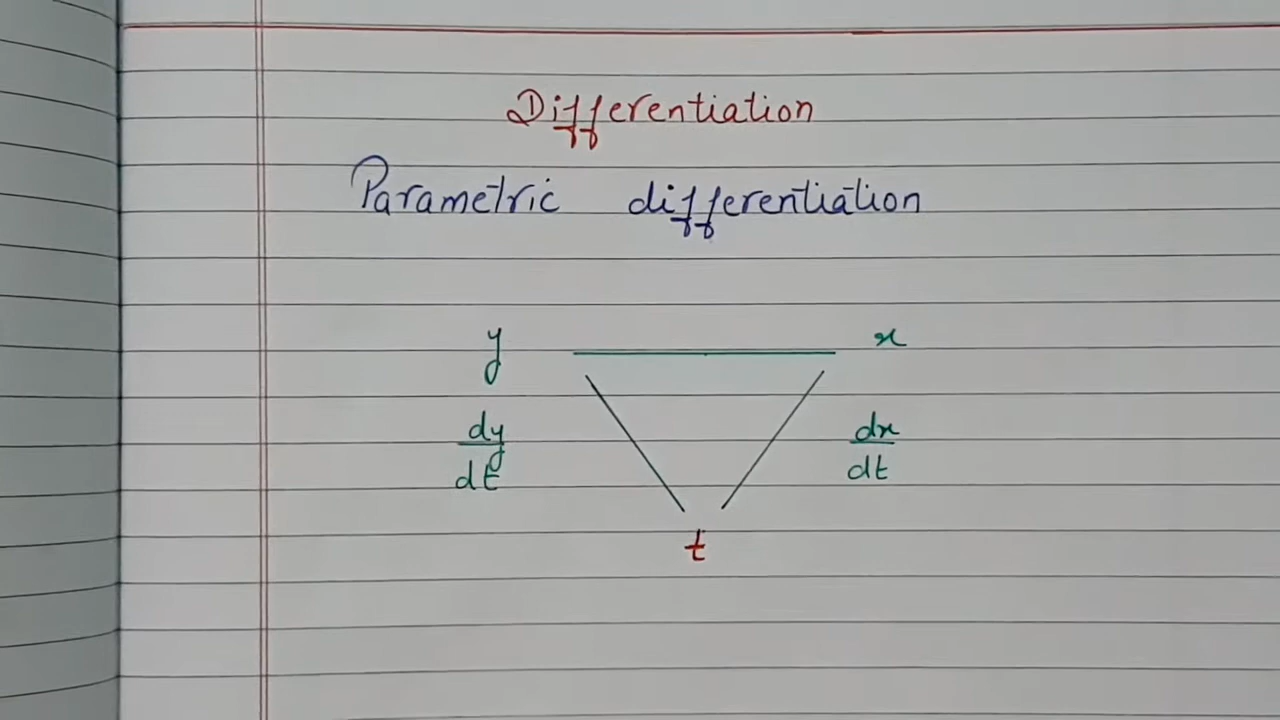 Differentiation
Parametric differentiation
y x
dy/dt dx/dt
t